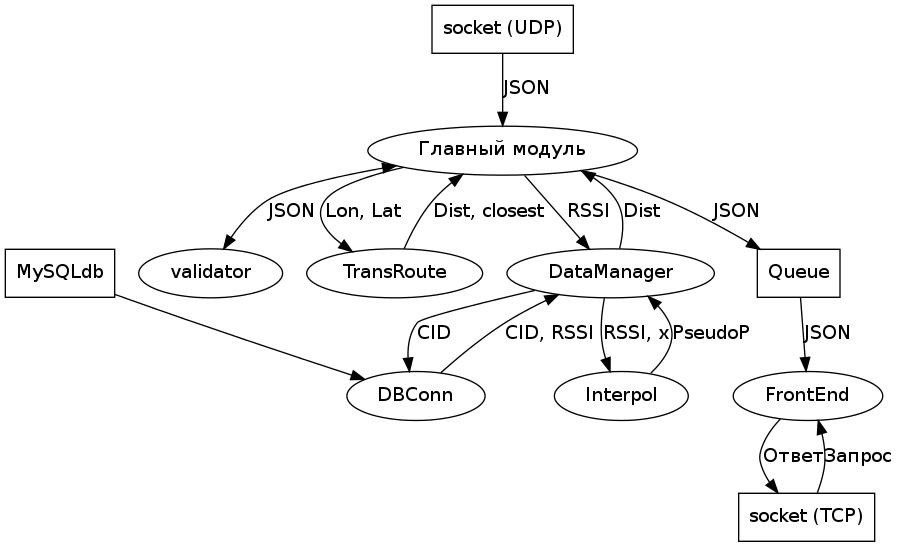 socket (UDP)
JSON
Главный модуль
JSON
Lon, Lat
Dist, closest
RSSI
Dist
JSON
MySQLdb
validator
TransRoute
DataManager
Queue
CID
CID, RSSI
RSSI, x
PseudoP
JSON
DBConn
Interpol
FrontEnd
Ответ
Запрос
socket (TCP)